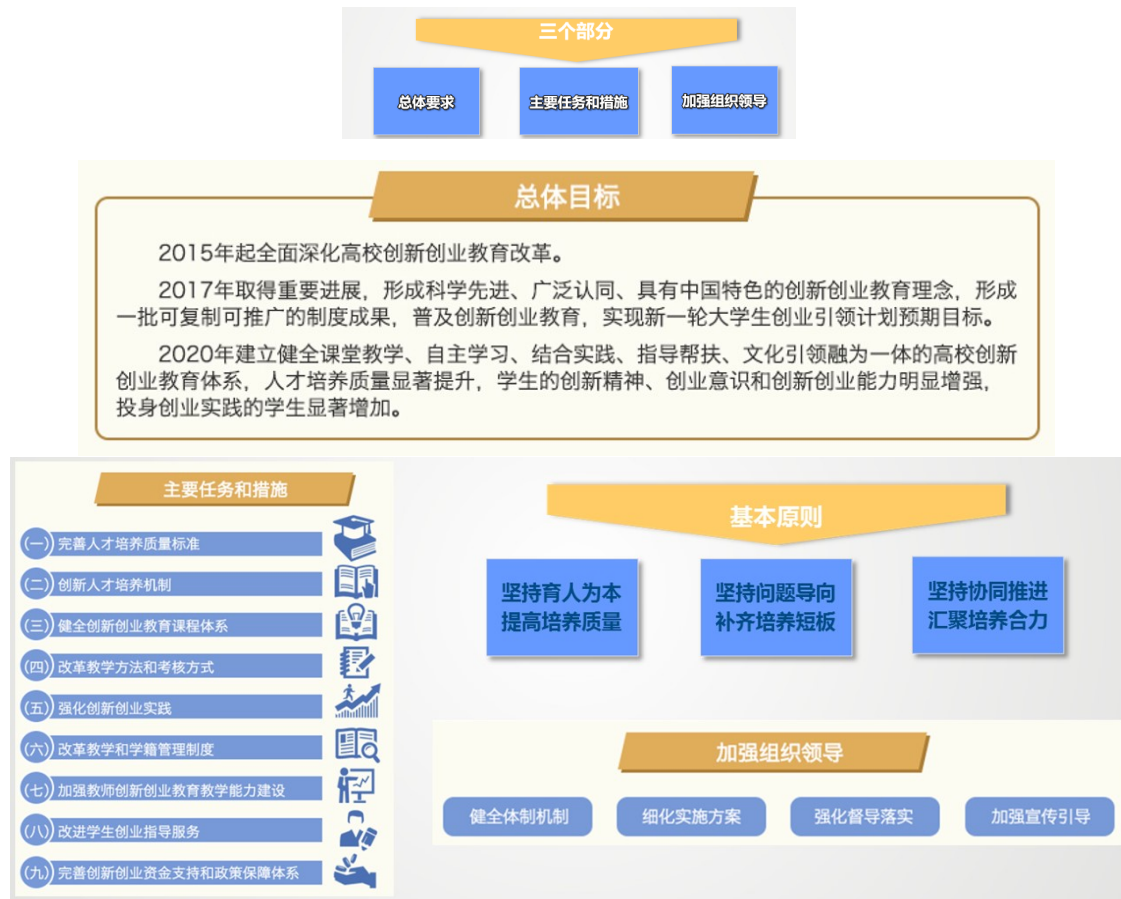 三个部分
总体要求
主要任务和措施
加强组织领导
总体目标
2015年起全面深化高校创新创业教育改革。
2017年取得重要进展，形成科学先进、广泛认同、具有中国特色的创新创业教育理念，形成
一批可复制可推广的制度成果，普及创新创业教育，实现新一轮大学生创业引领计划预期目标。
2020年建立健全课堂教学、自主学习、结合实践、指导帮扶、文化引领融为一体的高校创新
创业教育体系，人才培养质量显著提升，学生的创新精神、创业意识和创新创业能力明显增强，
投身创业实践的学生显著增加。
主要任务和措施
（一）完善人才培养质量标准
（二）创新人才培养机制
（三）健全创新创业教育课程体系
（四）改革教学方法和考核方式
（五）强化创新创业实践
（六）改革教学和学籍管理制度
（七）加强教师创新创业教育教学能力建设
（八）改进学生创业指导服务
（九）完善创新创业资金支持和政策保障体系
基本原则
坚持育人为本
提高培养质量
坚持问题导向
补齐培养短板
坚持协同推进
汇聚培养合力
加强组织领导
健全体制机制
细化实施方案
强化督导落实
加强宣传引导